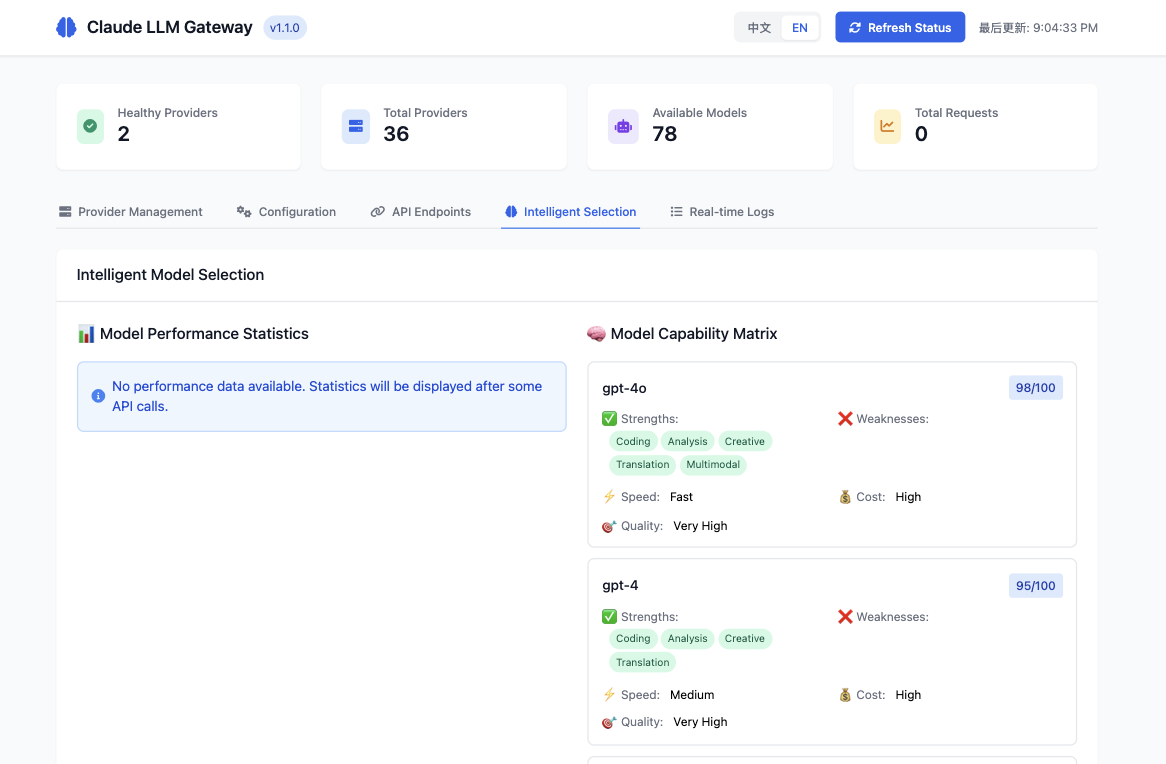 Claude LLM Gateway v1.1.0 中文 EN Refresh Status 最后更新: 9:04:33 PM
Healthy Providers
2
Total Providers
36
Available Models
78
Total Requests
0
Provider Management Configuration API Endpoints Intelligent Selection Real-time Logs
Intelligent Model Selection
Model Performance Statistics
No performance data available. Statistics will be displayed after some
API calls.
Model Capability Matrix
gpt-4o 98/100
Strengths: Weaknesses:
Coding Analysis Creative
Translation Multimodal
Speed: Fast Cost: High
Quality: Very High
gpt-4 95/100
Strengths: Weaknesses:
Coding Analysis Creative
Translation
Speed: Medium Cost: High
Quality: Very High